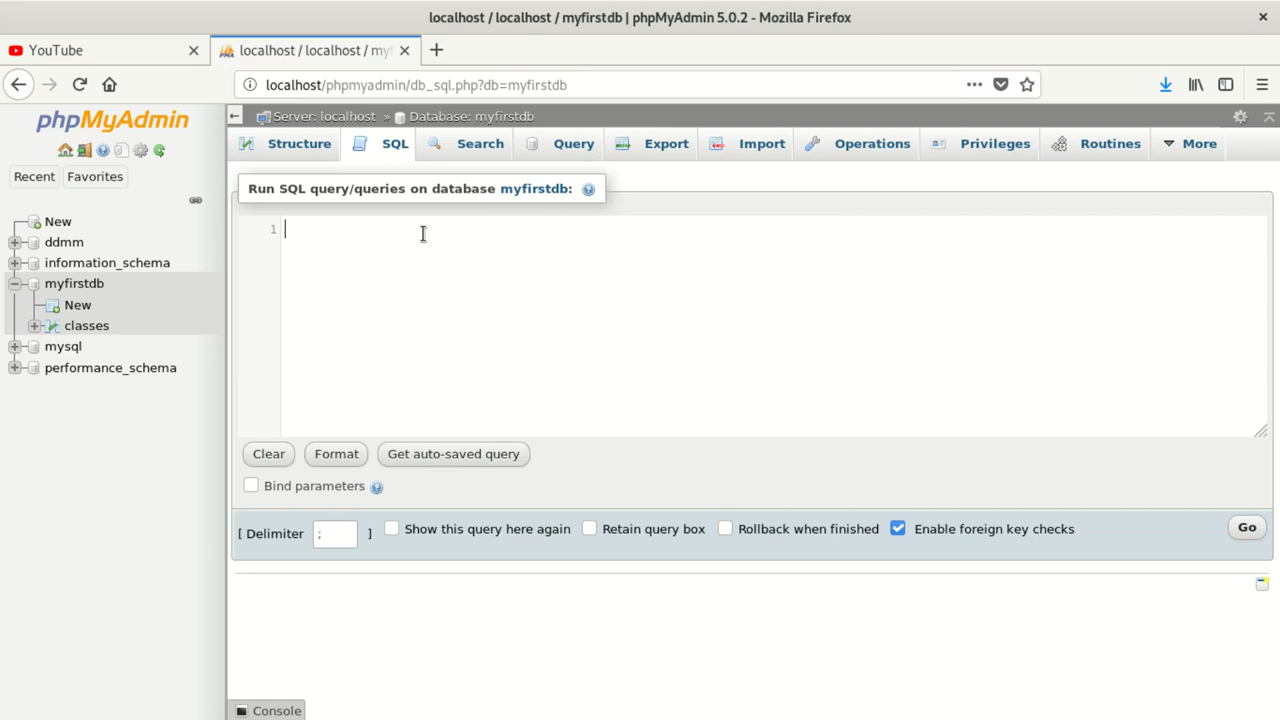 localhost / localhost / myfirstdb | phpMyAdmin 5.0.2 - Mozilla Firefox
YouTube
localhost / localhost / my
localhost/phpmyadmin/db_sql.php?db=myfirstdb
phpMyAdmin
Server: localhost » Database: myfirstdb
Structure SQL Search Query Export Import Operations Privileges Routines More
Recent Favorites
Run SQL query/queries on database myfirstdb:
New
ddmm
information_schema
myfirstdb
New
classes
mysql
performance_schema
1
Clear Format Get auto-saved query
Bind parameters
[ Delimiter ; ] Show this query here again Retain query box Rollback when finished Enable foreign key checks Go
Console